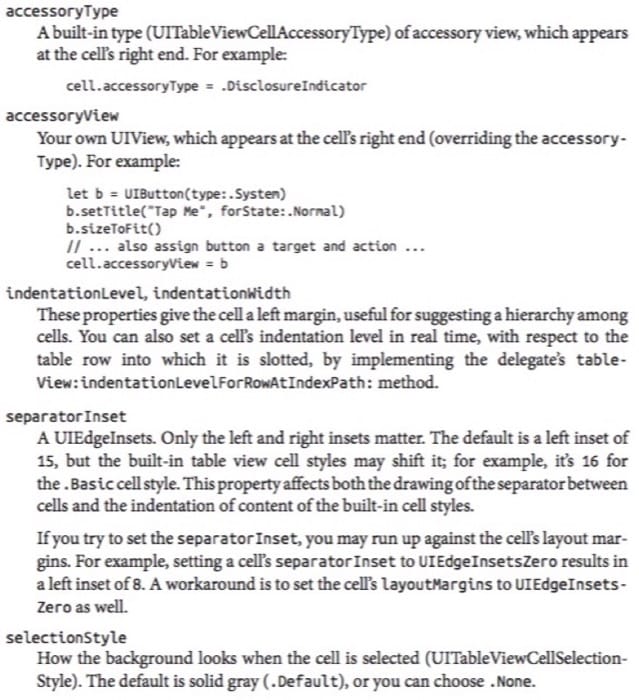 accessoryType
A built-in type (UITableViewCellAccessoryType) of accessory view, which appears
at the cell's right end. For example:
cell.accessoryType = .DisclosureIndicator
accessoryView
Your own UIView, which appears at the cell's right end (overriding the accessory-
Type). For example:
let b = UIButton(type:.System)
b.setTitle("Tap Me", forState:.Normal)
b.sizeToFit()
// ... also assign button a target and action ...
cell.accessoryView = b
indentationLevel, indentationWidth
These properties give the cell a left margin, useful for suggesting a hierarchy among
cells. You can also set a cell's indentation level in real time, with respect to the
table row into which it is slotted, by implementing the delegate's table-
View:indentationLevelForRowAtIndexPath: method.
separatorInset
A UIEdgeInsets. Only the left and right insets matter. The default is a left inset of
15, but the built-in table view cell styles may shift it; for example, it's 16 for
the .Basic cell style. This property affects both the drawing of the separator between
cells and the indentation of content of the built-in cell styles.
If you try to set the separatorInset, you may run up against the cell's layout mar-
gins. For example, setting a cell's separatorInset to UIEdgeInsetsZero results in
a left inset of 8. A workaround is to set the cell's layoutMargins to UIEdgeInsets-
Zero as well.
selectionStyle
How the background looks when the cell is selected (UITableViewCellSelection-
Style). The default is solid gray (.Default), or you can choose .None.